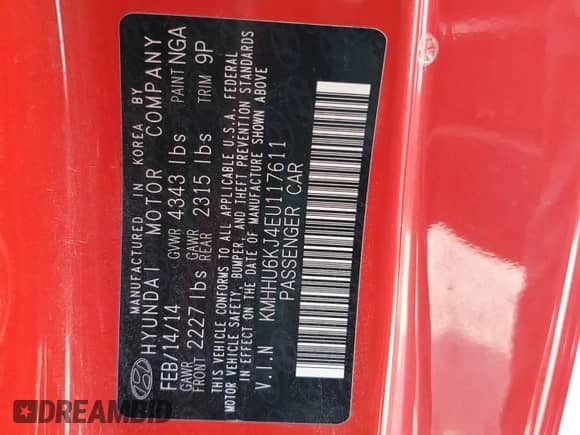 MANUFACTURED IN KOREA BY
HYUNDAI MOTOR COMPANY
FEB/14/14 GVWR 4343 lbs PAINT NGA
GAWR FRONT 2227 lbs GAWR REAR 2315 lbs TRIM 9P
THIS VEHICLE CONFORMS TO ALL APPLICABLE U.S.A. FEDERAL
MOTOR VEHICLE SAFETY, BUMPER, AND THEFT PREVENTION STANDARDS
IN EFFECT ON THE DATE OF MANUFACTURE SHOWN ABOVE
V.I.N KMHHU6KJ4EU117611
PASSENGER CAR
DREAMBID